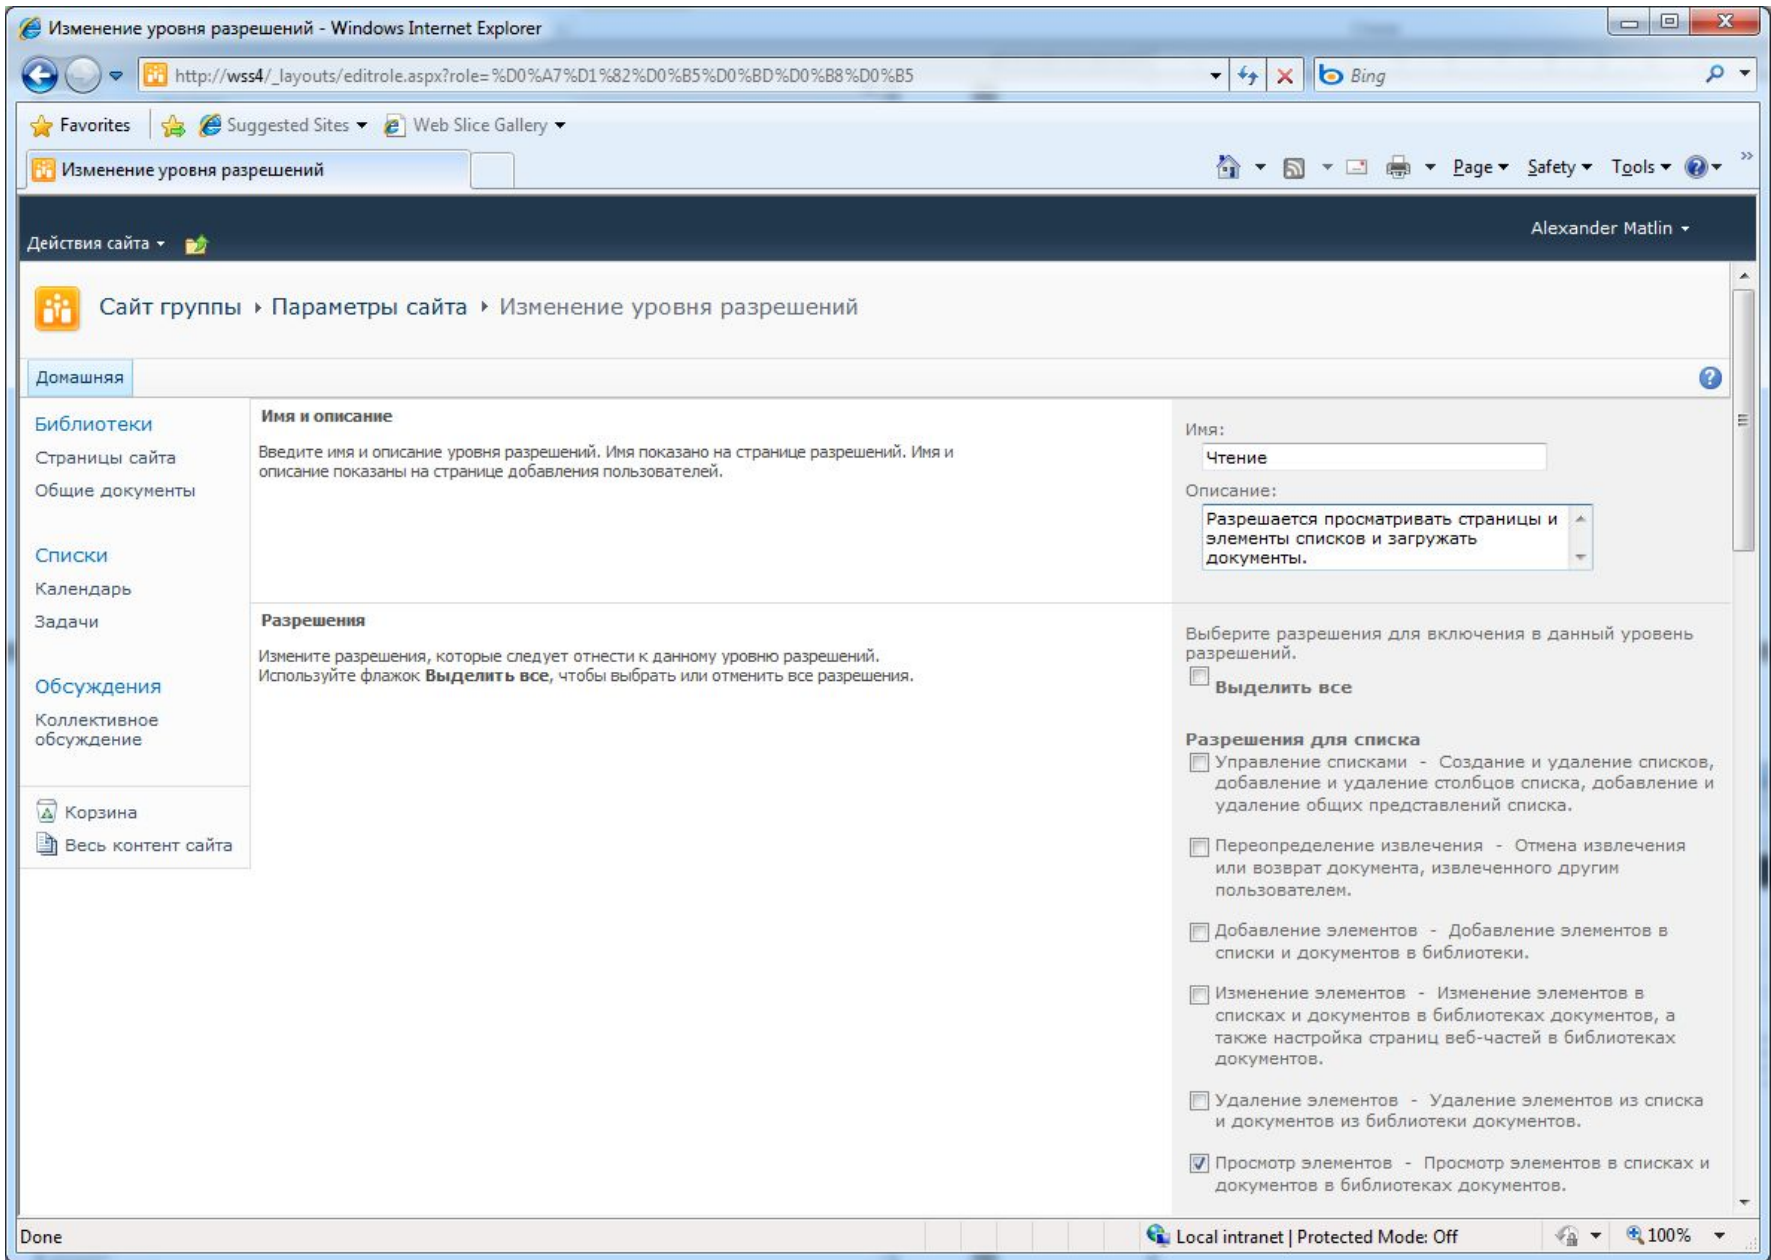 Изменение уровня разрешений - Windows Internet Explorer
http://wss4/_layouts/editrole.aspx?role=%D0%A7%D1%82%D0%B5%D0%BD%D0%B8%D0%B5
Bing
Favorites
Suggested Sites
Web Slice Gallery
Изменение уровня разрешений
Page
Safety
Tools
Действия сайта
Alexander Matlin
Сайт группы
Параметры сайта
Изменение уровня разрешений
Домашняя
Библиотеки
Страницы сайта
Общие документы
Списки
Календарь
Задачи
Обсуждения
Коллективное
обсуждение
Корзина
Весь контент сайта
Имя и описание
Введите имя и описание уровня разрешений. Имя показано на странице разрешений. Имя и
описание показаны на странице добавления пользователей.
Имя:
Чтение
Описание:
Разрешается просматривать страницы и
элементы списков и загружать
документы.
Разрешения
Измените разрешения, которые следует отнести к данному уровню разрешений.
Используйте флажок Выделить все, чтобы выбрать или отменить все разрешения.
Выберите разрешения для включения в данный уровень
разрешений.
Выделить все
Разрешения для списка
Управление списками - Создание и удаление списков,
добавление и удаление столбцов списка, добавление и
удаление общих представлений списка.
Переопределение извлечения - Отмена извлечения
или возврат документа, извлеченного другим
пользователем.
Добавление элементов - Добавление элементов в
списки и документов в библиотеки.
Изменение элементов - Изменение элементов в
списках и документов в библиотеках документов, а
также настройка страниц веб-частей в библиотеках
документов.
Удаление элементов - Удаление элементов из списка
и документов из библиотеки документов.
Просмотр элементов - Просмотр элементов в списках и
документов в библиотеках документов.
Done
Local intranet | Protected Mode: Off
100%